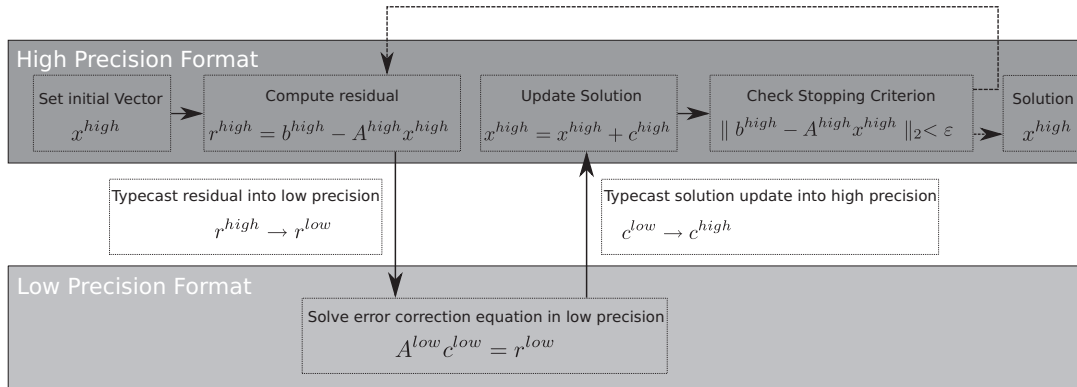 High Precision Format
Set initial Vector
x^{high}
Compute residual
r^{high} = b^{high} − A^{high}x^{high}
Update Solution
x^{high} = x^{high} + c^{high}
Check Stopping Criterion
∥ b^{high} − A^{high}x^{high} ∥₂< ε
Solution
x^{high}
Typecast residual into low precision
r^{high} → r^{low}
Typecast solution update into high precision
c^{low} → c^{high}
Low Precision Format
Solve error correction equation in low precision
A^{low}c^{low} = r^{low}